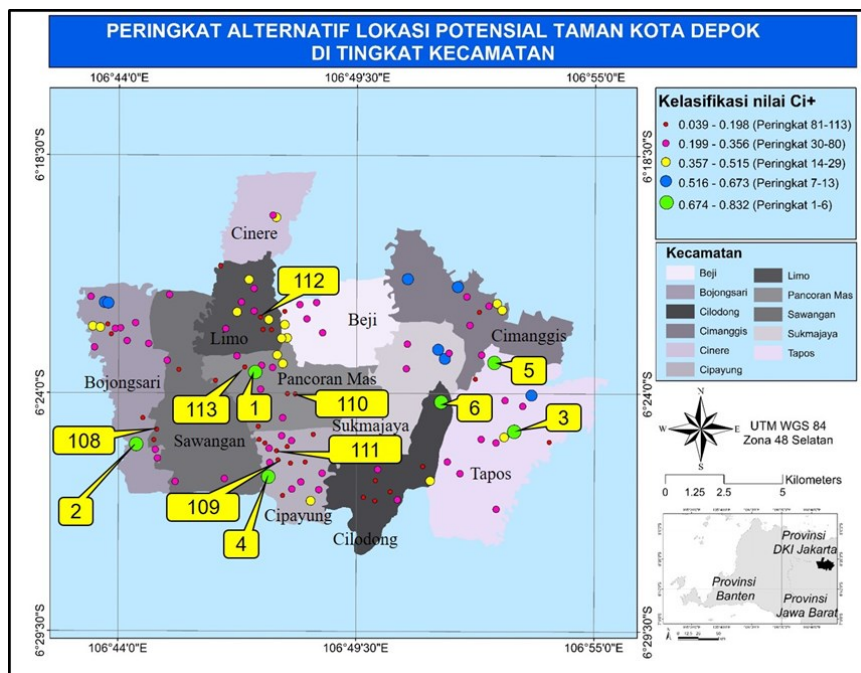 PERINGKAT ALTERNATIF LOKASI POTENSIAL TAMAN KOTA DEPOK
DI TINGKAT KECAMATAN
106°44'0"E
106°49'30"E
106°55'0"E
6°18'30"S
6°18'30"S
6°24'0"S
6°24'0"S
6°29'30"S
6°29'30"S
Cinere
112
Limo
Beji
Cimanggis
Bojongsari
5
Pancoran Mas
113
1
110
6
3
Sukmajaya
108
Sawangan
111
2
109
Tapos
4
Cipayung
Cilodong
106°44'0"E
106°49'30"E
106°55'0"E
Kelasifikasi nilai Ci+
0.039 - 0.198 (Peringkat 81-113)
0.199 - 0.356 (Peringkat 30-80)
0.357 - 0.515 (Peringkat 14-29)
0.516 - 0.673 (Peringkat 7-13)
0.674 - 0.832 (Peringkat 1-6)
Kecamatan
Beji
Bojongsari
Cilodong
Cimanggis
Cinere
Cipayung
Limo
Pancoran Mas
Sawangan
Sukmajaya
Tapos
N
W
E
S
UTM WGS 84
Zona 48 Selatan
Kilometers
0 1.25 2.5 5
Provinsi
DKI Jakarta
Provinsi
Banten
Provinsi
Jawa Barat